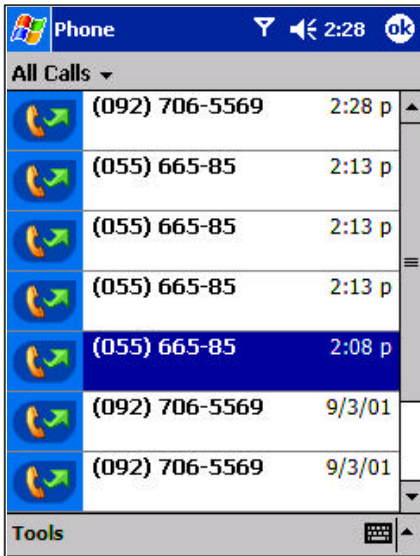 Phone 2:28 ok
All Calls
(092) 706-5569 2:28 p
(055) 665-85 2:13 p
(055) 665-85 2:13 p
(055) 665-85 2:13 p
(055) 665-85 2:08 p
(092) 706-5569 9/3/01
(092) 706-5569 9/3/01
Tools